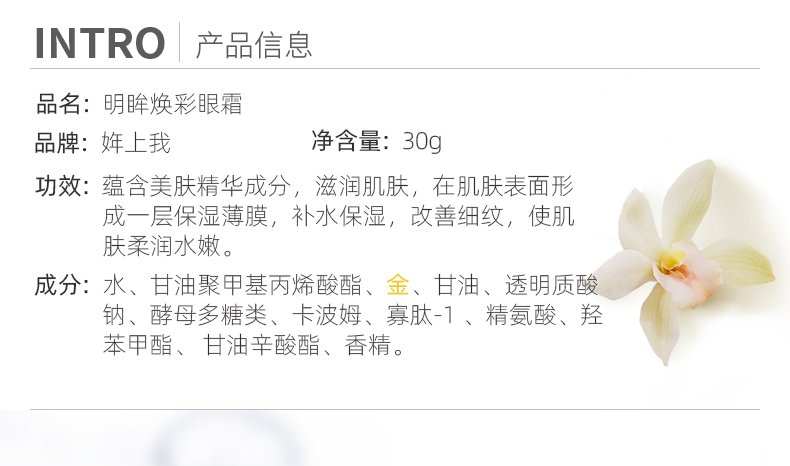 INTRO 产品信息
品名：明眸焕彩眼霜
品牌：姩上我 净含量：30g
功效：蕴含美肤精华成分，滋润肌肤，在肌肤表面形
成一层保湿薄膜，补水保湿，改善细纹，使肌
肤柔润水嫩。
成分：水、甘油聚甲基丙烯酸酯、金、甘油、透明质酸
钠、酵母多糖类、卡波姆、寡肽-1 、精氨酸、羟
苯甲酯、 甘油辛酸酯、香精。